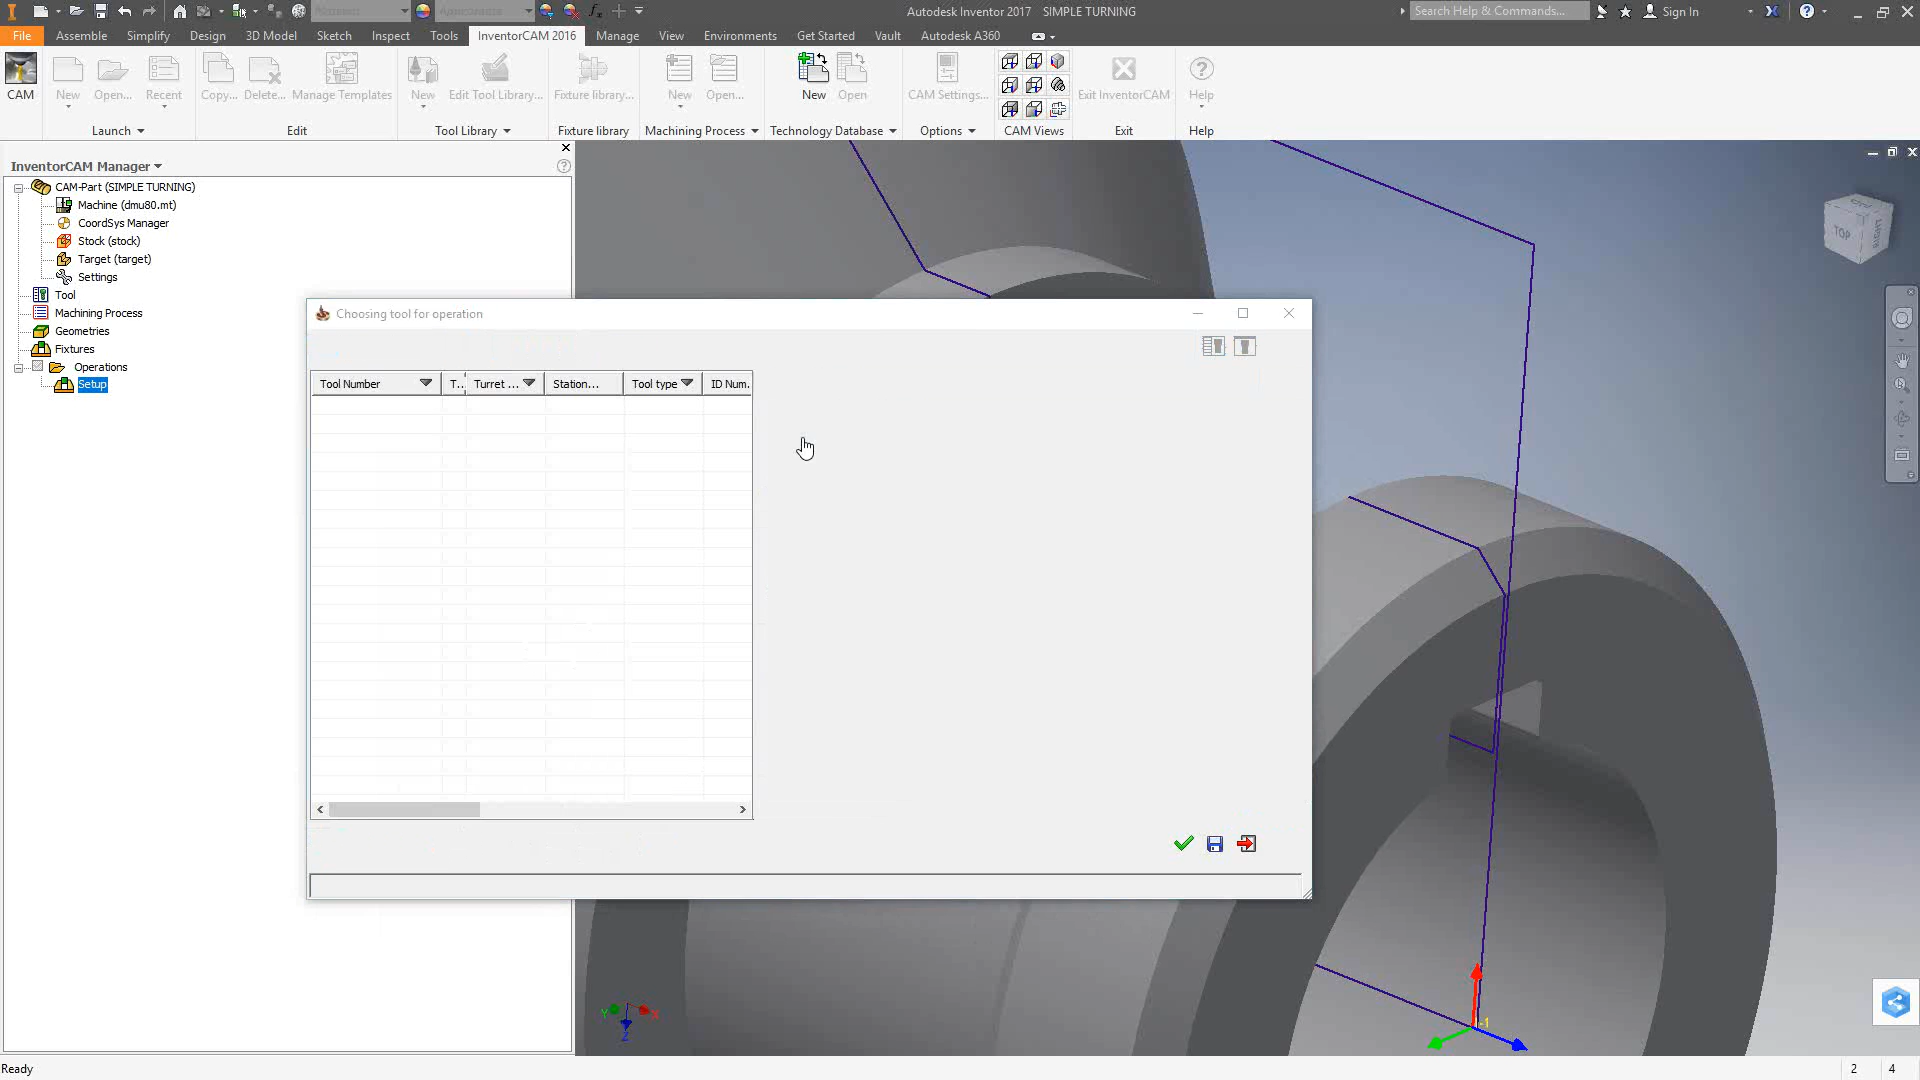 Autodesk Inventor 2017 SIMPLE TURNING
Search Help & Commands...
Sign In
File Assemble Simplify Design 3D Model Sketch Inspect Tools InventorCAM 2016 Manage View Environments Get Started Vault Autodesk A360
CAM New Open... Recent Copy... Delete... Manage Templates New Edit Tool Library... Fixture library... New Open... New Open CAM Settings... Exit InventorCAM Help
Launch Edit Tool Library Fixture library Machining Process Technology Database Options CAM Views Exit Help
InventorCAM Manager
CAM-Part (SIMPLE TURNING)
Machine (dmu80.mt)
CoordSys Manager
Stock (stock)
Target (target)
Settings
Tool
Machining Process
Geometries
Fixtures
Operations
Setup
Choosing tool for operation
Tool Number T.. Turret ... Station... Tool type ID Num.
TOP
RIGHT
Y X
Z
-1
Ready
2 4